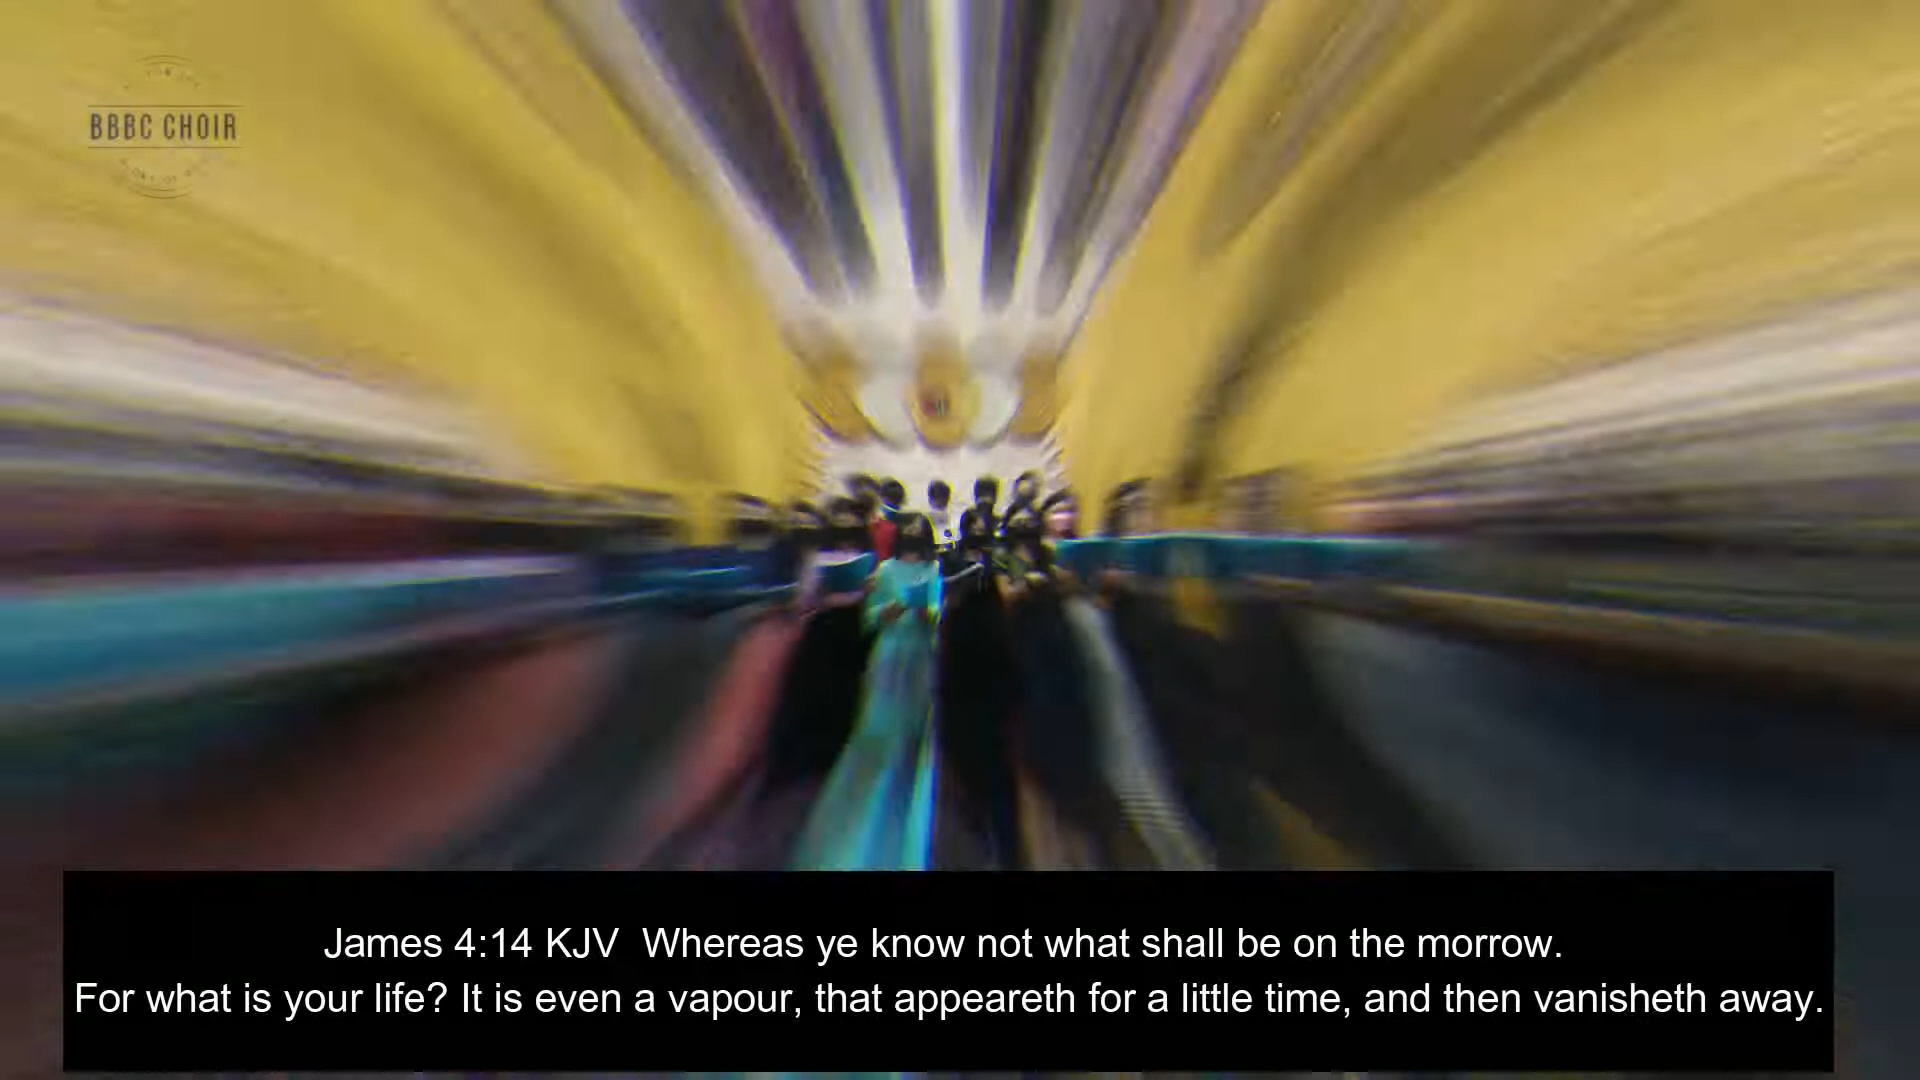 BBBC CHOIR
James 4:14 KJV  Whereas ye know not what shall be on the morrow.
For what is your life? It is even a vapour, that appeareth for a little time, and then vanisheth away.